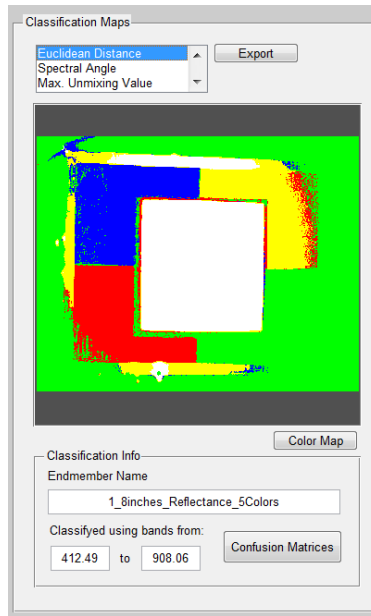 Classification Maps
Euclidean Distance
Spectral Angle
Max. Unmixing Value
Export
Color Map
Classification Info
Endmember Name
1_8inches_Reflectance_5Colors
Classifyed using bands from:
412.49 to 908.06
Confusion Matrices